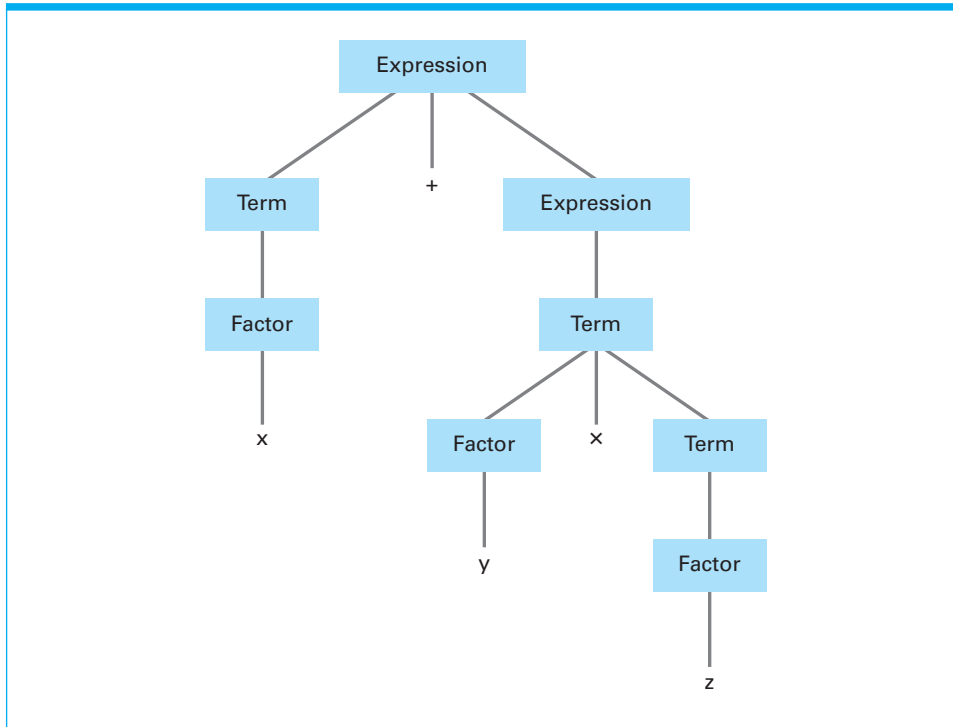 Expression
+
Term
Expression
Factor
Term
x
Factor
×
Term
y
Factor
z